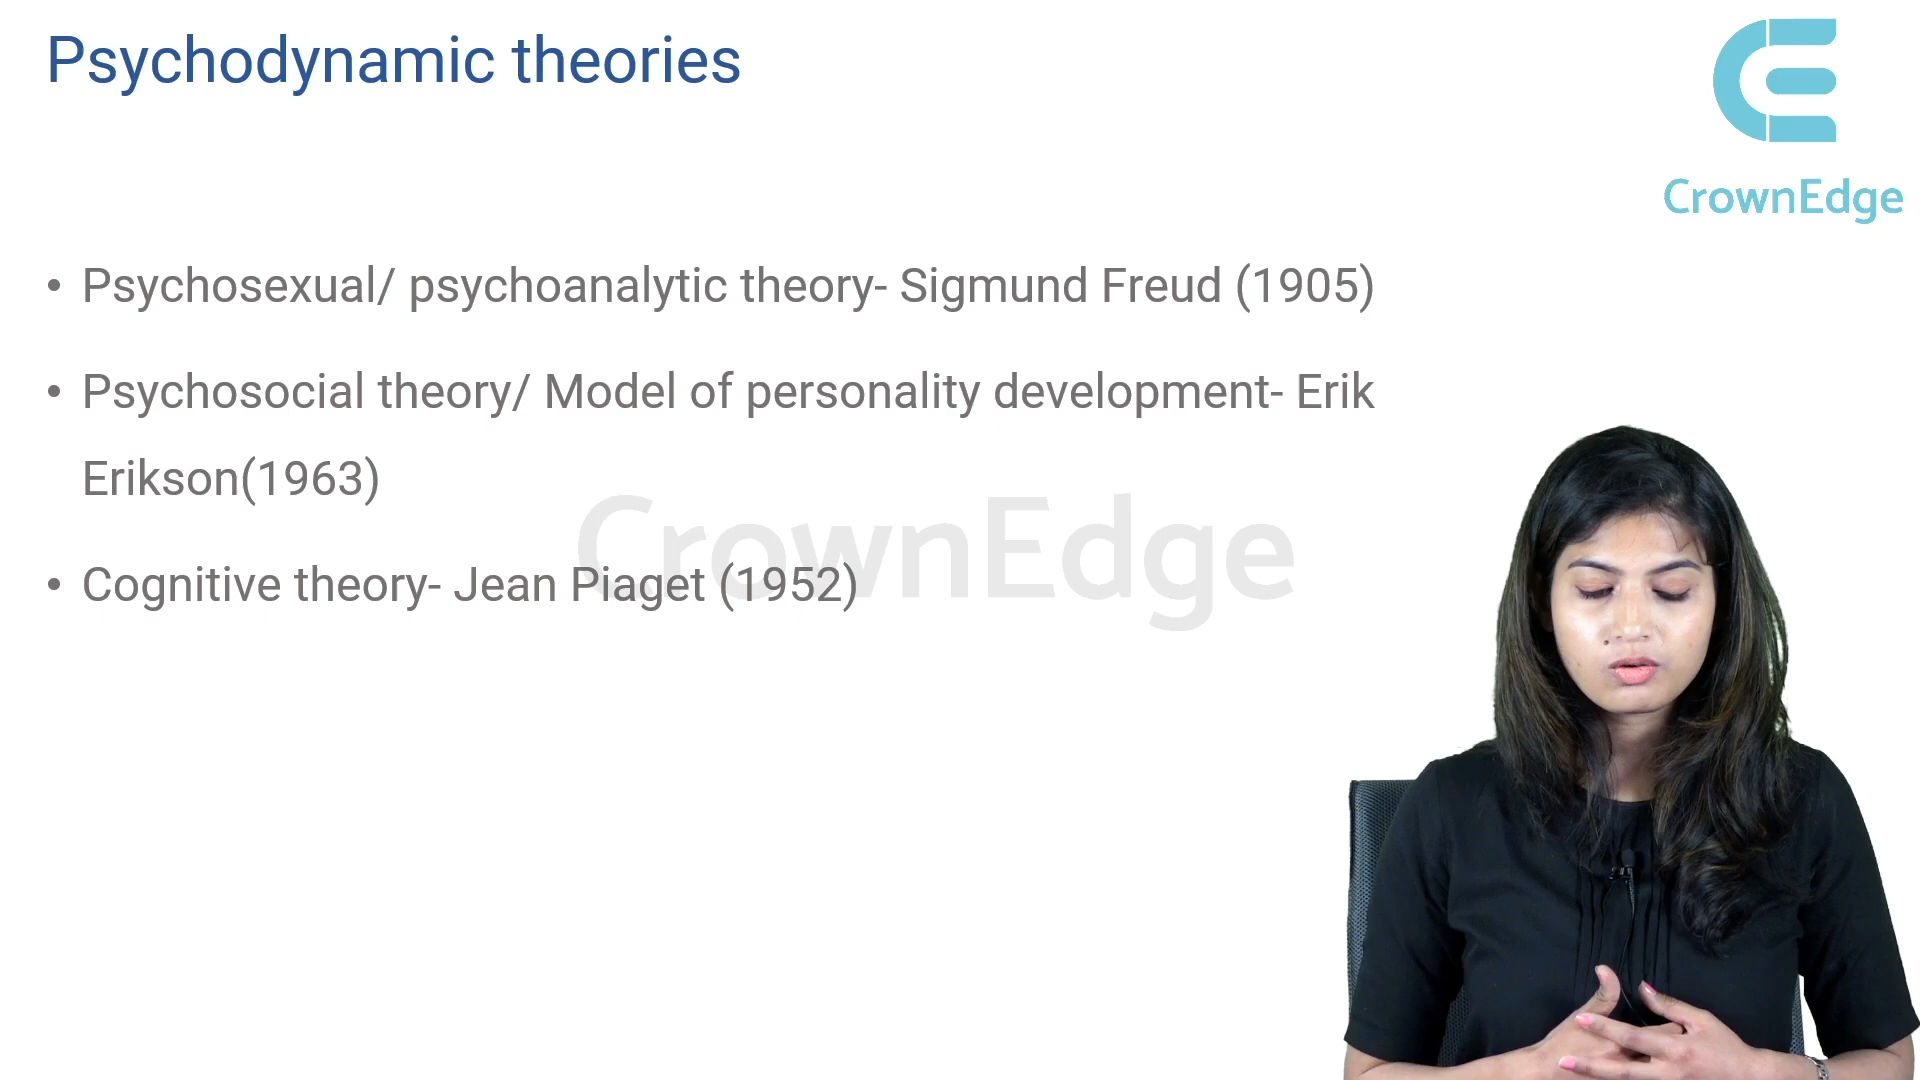 Psychodynamic theories
CrownEdge
• Psychosexual/ psychoanalytic theory- Sigmund Freud (1905)
• Psychosocial theory/ Model of personality development- Erik
Erikson(1963)
CrownEdge
• Cognitive theory- Jean Piaget (1952)